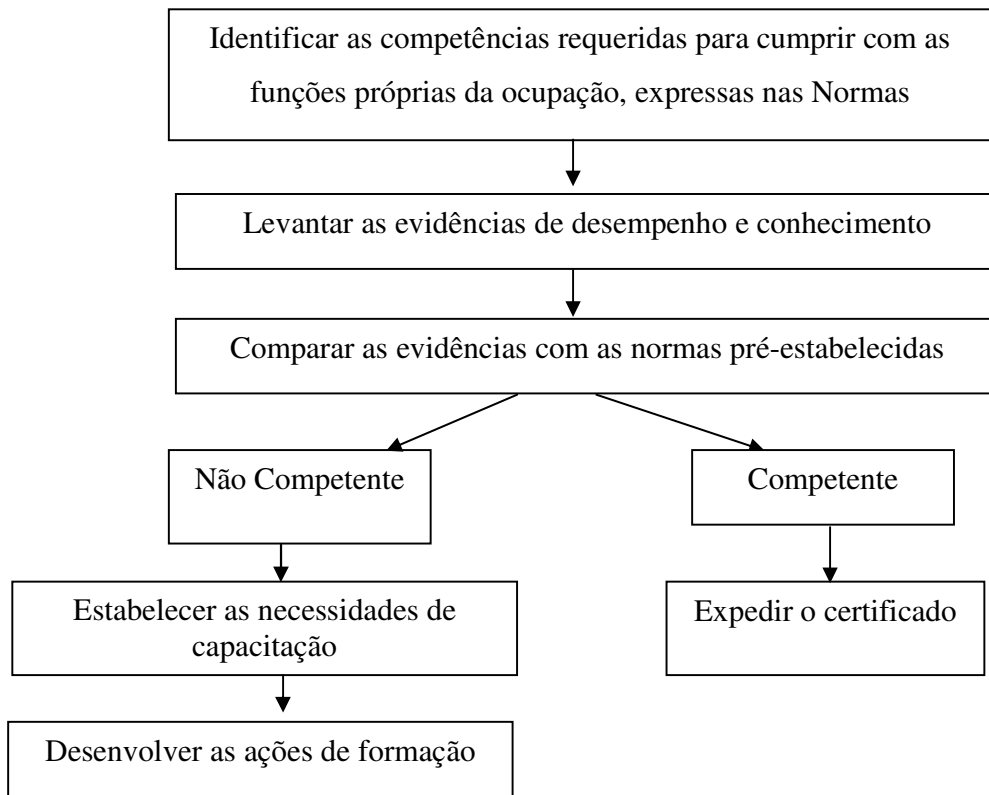 Identificar as competências requeridas para cumprir com as
funções próprias da ocupação, expressas nas Normas
Levantar as evidências de desempenho e conhecimento
Comparar as evidências com as normas pré-estabelecidas
Não Competente
Competente
Estabelecer as necessidades de
capacitação
Expedir o certificado
Desenvolver as ações de formação